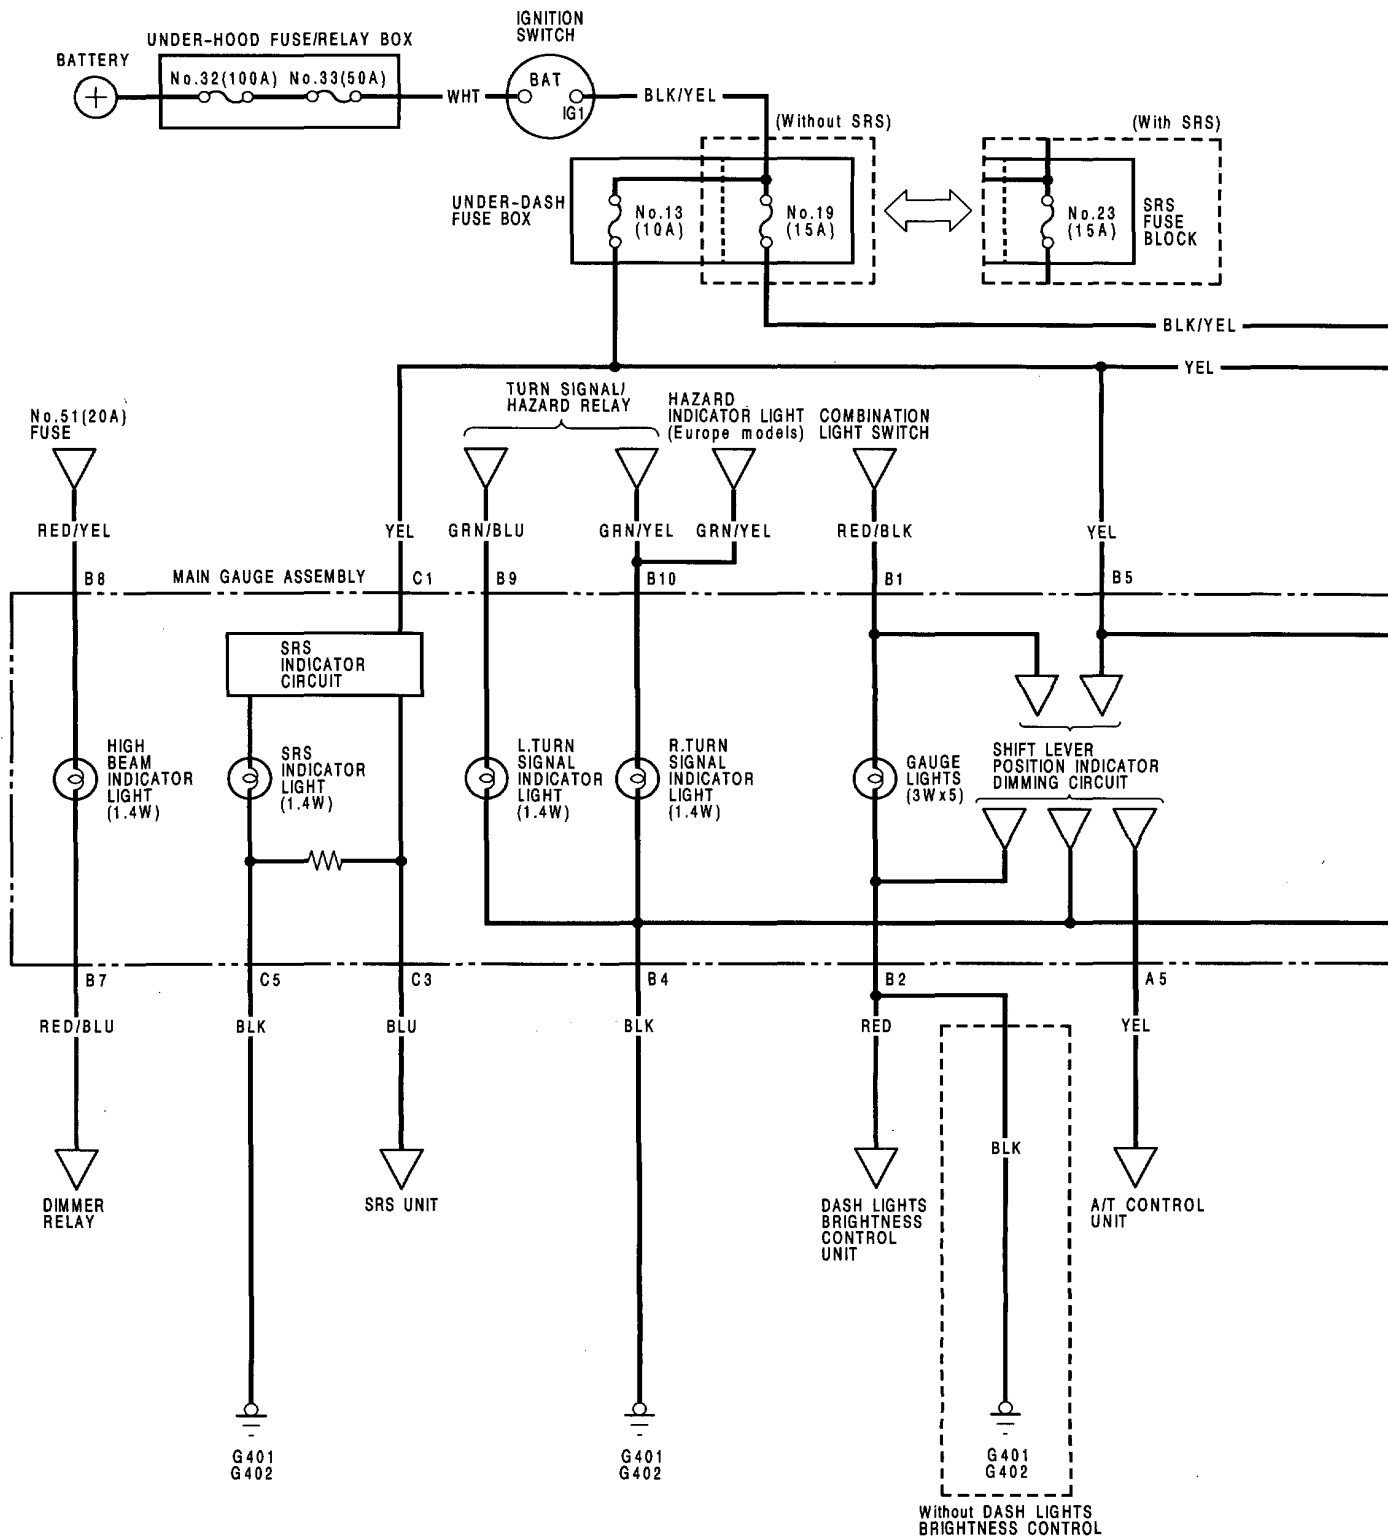 IGNITION
SWITCH
UNDER-HOOD FUSE/RELAY BOX
BATTERY
No.32(100A) No.33(50A)
BAT
WHT
BLK/YEL
IG1
(Without SRS)
(With SRS)
UNDER-DASH
FUSE BOX
No.13
(10A)
No.19
(15A)
No.23
(15A)
SRS
FUSE
BLOCK
BLK/YEL
YEL
No.51(20A)
FUSE
TURN SIGNAL/
HAZARD RELAY
HAZARD
INDICATOR LIGHT
(Europe models)
COMBINATION
LIGHT SWITCH
RED/YEL
YEL
GRN/BLU
GRN/YEL
GRN/YEL
RED/BLK
YEL
B8
MAIN GAUGE ASSEMBLY
C1
B9
B10
B1
B5
SRS
INDICATOR
CIRCUIT
HIGH
BEAM
INDICATOR
LIGHT
(1.4W)
SRS
INDICATOR
LIGHT
(1.4W)
L.TURN
SIGNAL
INDICATOR
LIGHT
(1.4W)
R.TURN
SIGNAL
INDICATOR
LIGHT
(1.4W)
GAUGE
LIGHTS
(3Wx5)
SHIFT LEVER
POSITION INDICATOR
DIMMING CIRCUIT
B7
C5
C3
B4
B2
A5
RED/BLU
BLK
BLU
BLK
RED
YEL
BLK
DIMMER
RELAY
SRS UNIT
DASH LIGHTS
BRIGHTNESS
CONTROL
UNIT
A/T CONTROL
UNIT
G401
G402
G401
G402
G401
G402
Without DASH LIGHTS
BRIGHTNESS CONTROL